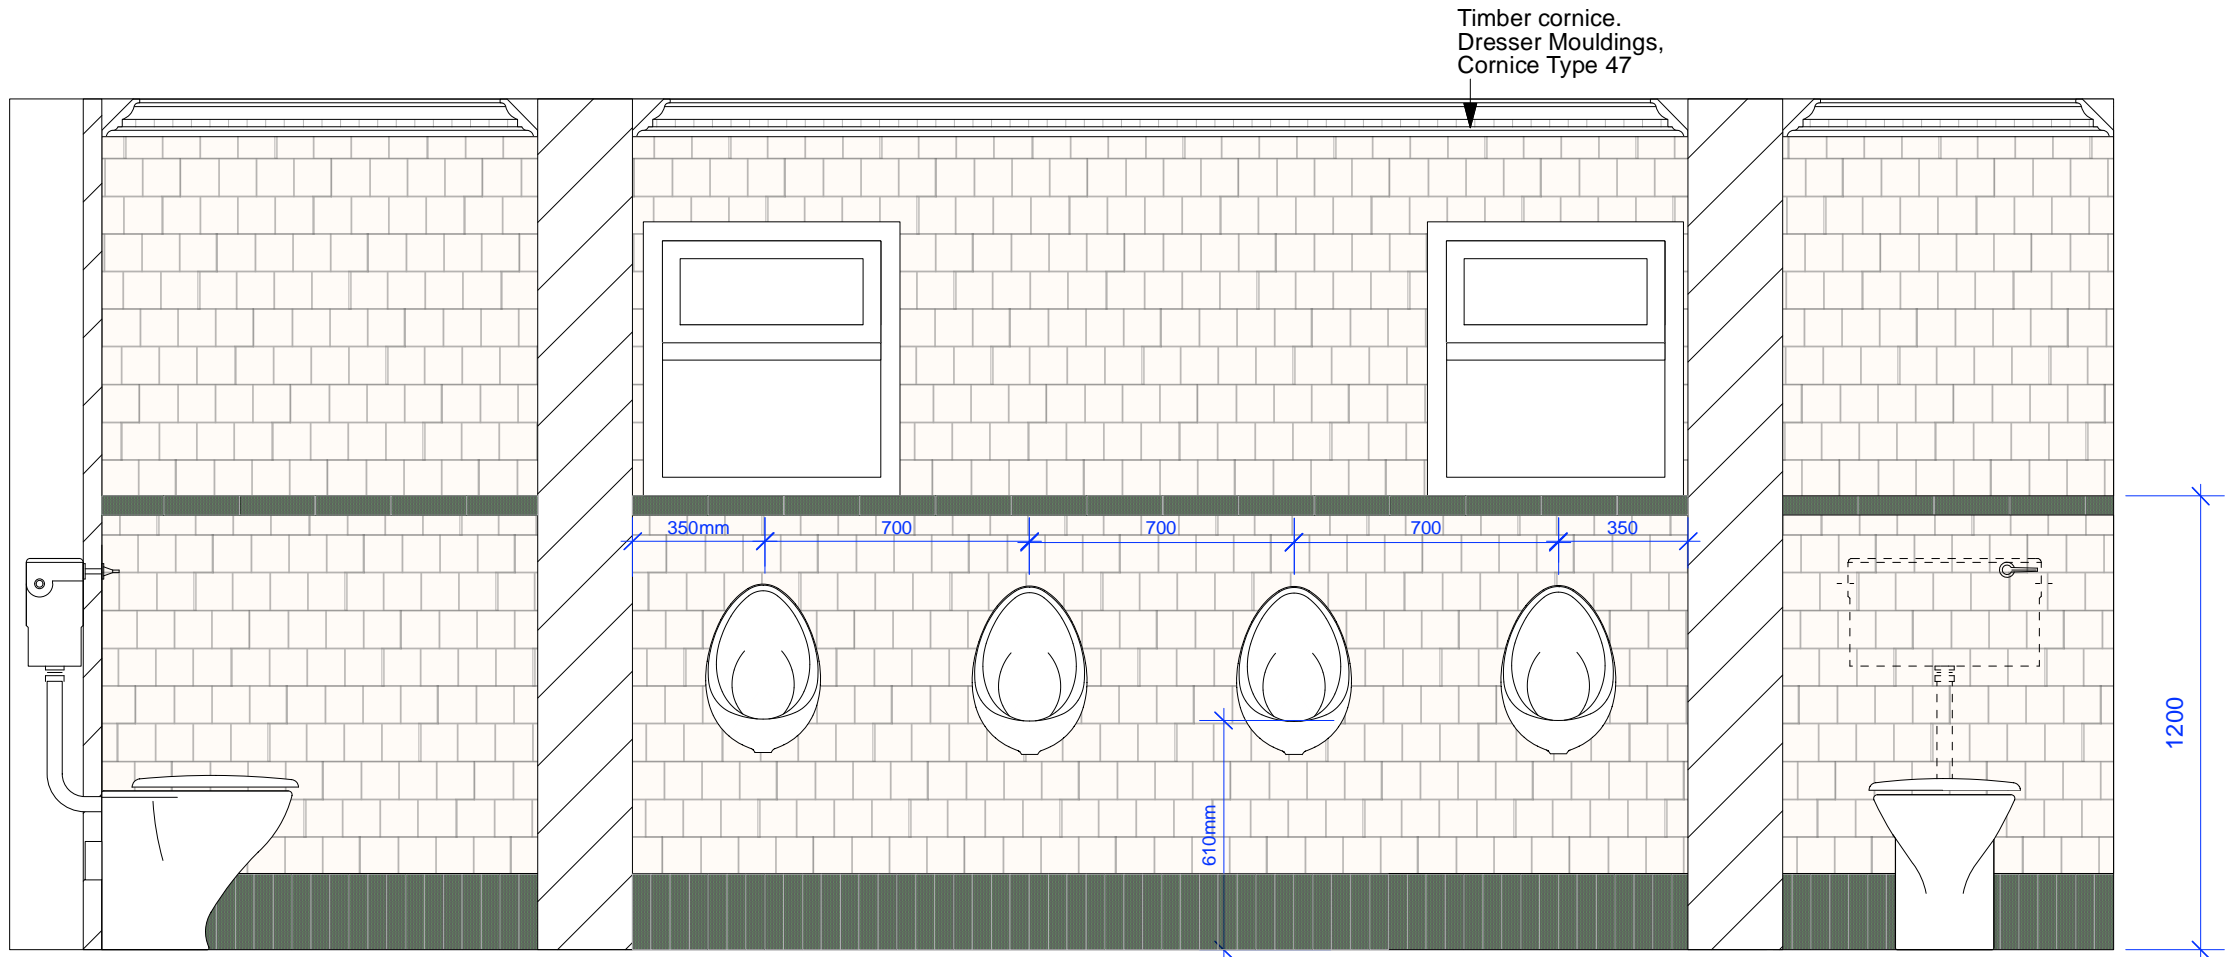 Timber cornice.
Dresser Mouldings,
Cornice Type 47
350mm
700
700
700
350
1200
610mm